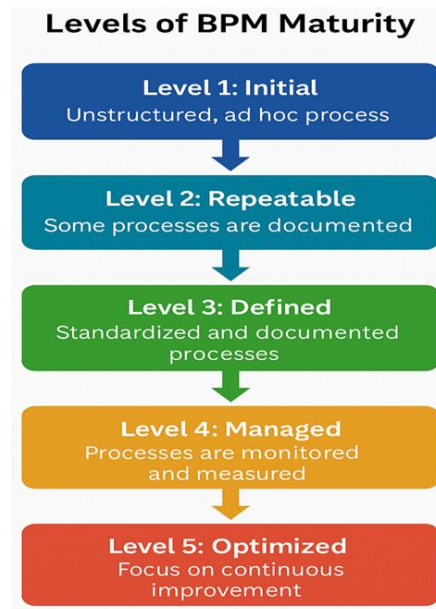 Levels of BPM Maturity
Level 1: Initial
Unstructured, ad hoc process
Level 2: Repeatable
Some processes are documented
Level 3: Defined
Standardized and documented
processes
Level 4: Managed
Processes are monitored
and measured
Level 5: Optimized
Focus on continuous
improvement